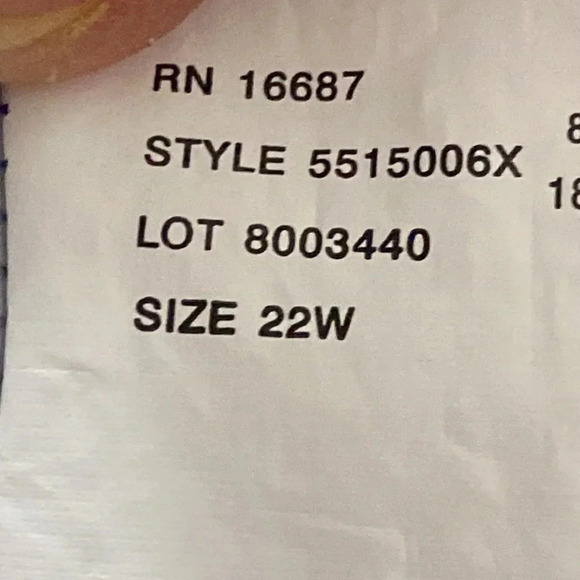 RN 16687
STYLE 5515006X
LOT 8003440
SIZE 22W